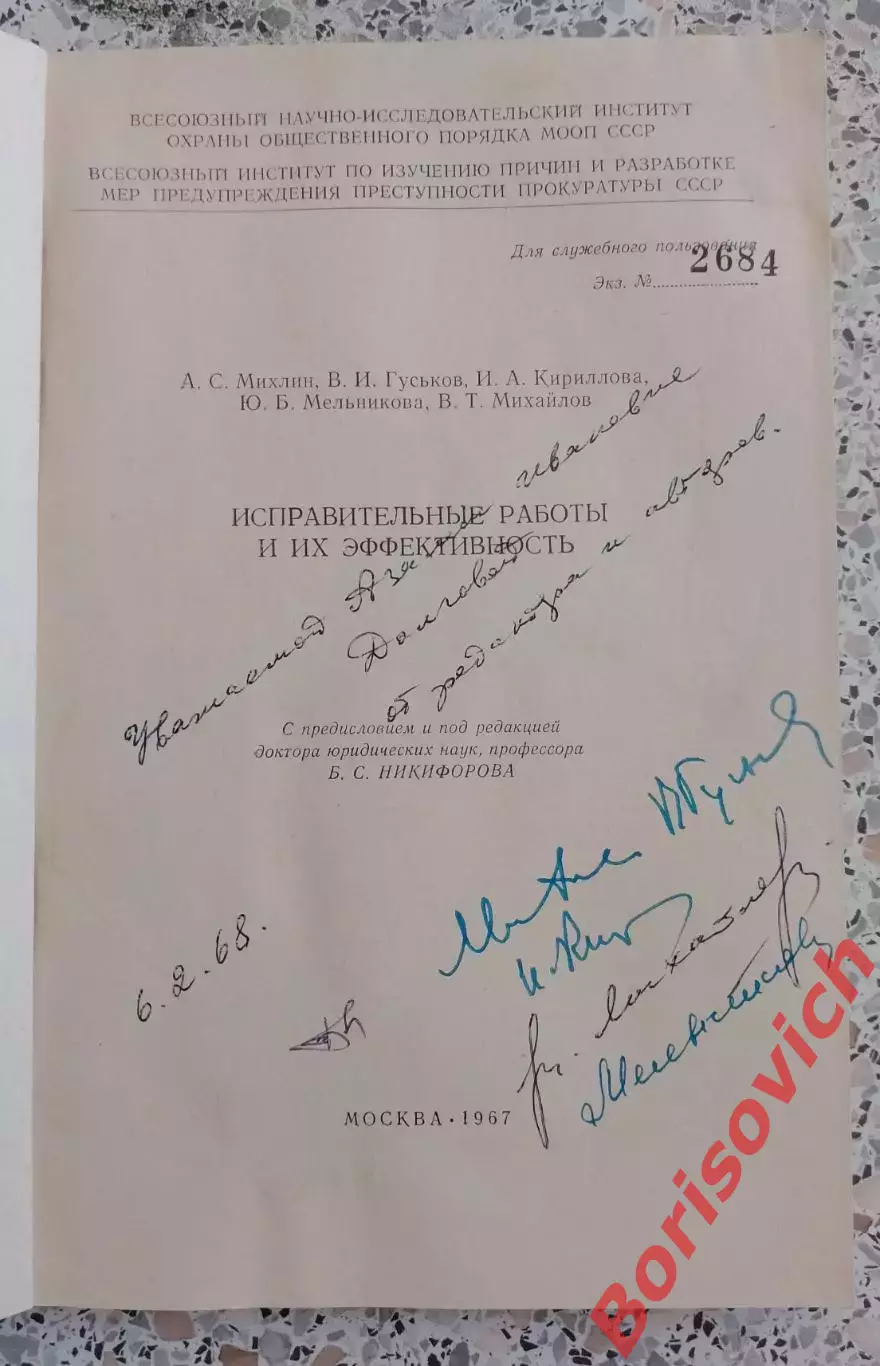 ВСЕСОЮЗНЫЙ НАУЧНО-ИССЛЕДОВАТЕЛЬСКИЙ ИНСТИТУТ
ОХРАНЫ ОБЩЕСТВЕННОГО ПОРЯДКА МООП СССР
ВСЕСОЮЗНЫЙ ИНСТИТУТ ПО ИЗУЧЕНИЮ ПРИЧИН И РАЗРАБОТКЕ
МЕР ПРЕДУПРЕЖДЕНИЯ ПРЕСТУПНОСТИ ПРОКУРАТУРЫ СССР
Для служебного пользования
Экз. № 2684
А. С. Михлин, В. И. Гуськов, И. А. Кириллова,
Ю. Б. Мельникова, В. Т. Михайлов
ИСПРАВИТЕЛЬНЫЕ РАБОТЫ
И ИХ ЭФФЕКТИВНОСТЬ
Уважаемой Азалии Ивановне
Долговой
от редактора и авторов.
С предисловием и под редакцией
доктора юридических наук, профессора
Б. С. НИКИФОРОВА
6.2.68.
МОСКВА · 1967
Borisovich